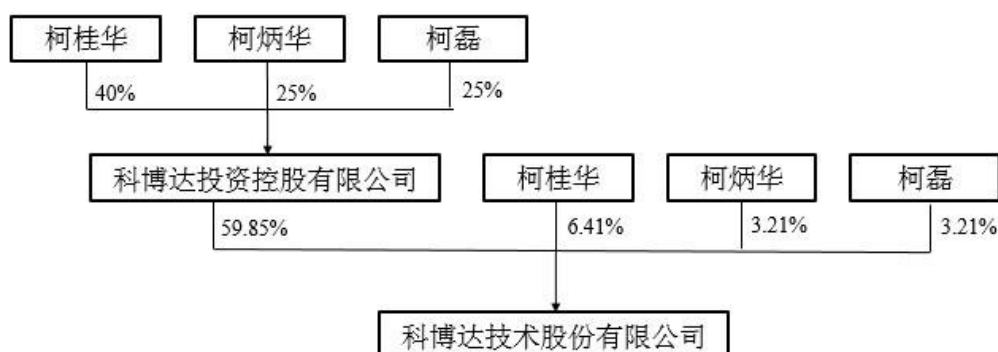 柯桂华 柯炳华 柯磊
40% 25% 25%
科博达投资控股有限公司 柯桂华 柯炳华 柯磊
59.85% 6.41% 3.21% 3.21%
科博达技术股份有限公司